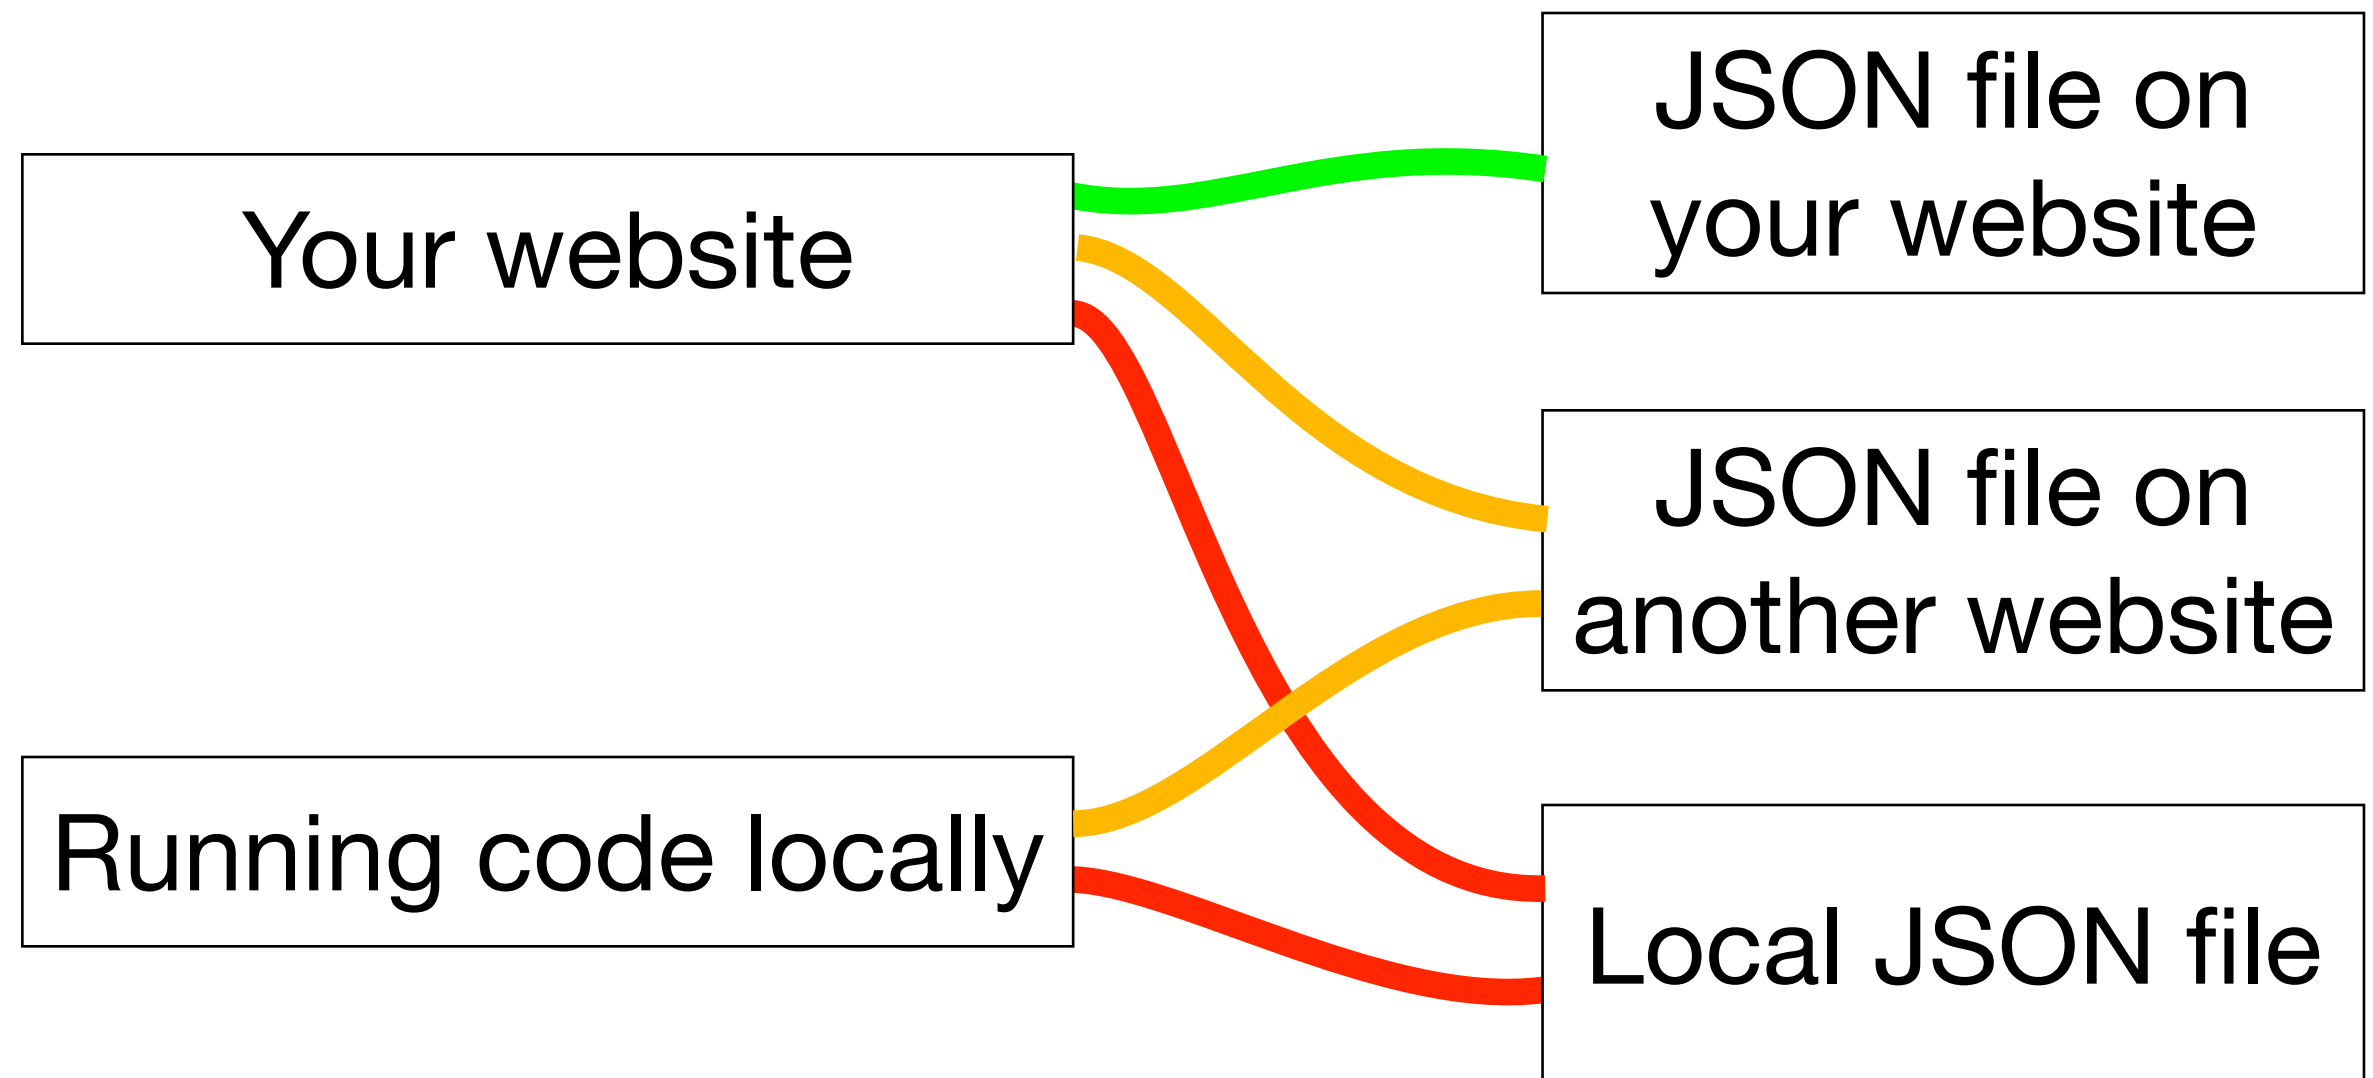 Your website
Running code locally
JSON file on
your website
JSON file on
another website
Local JSON file